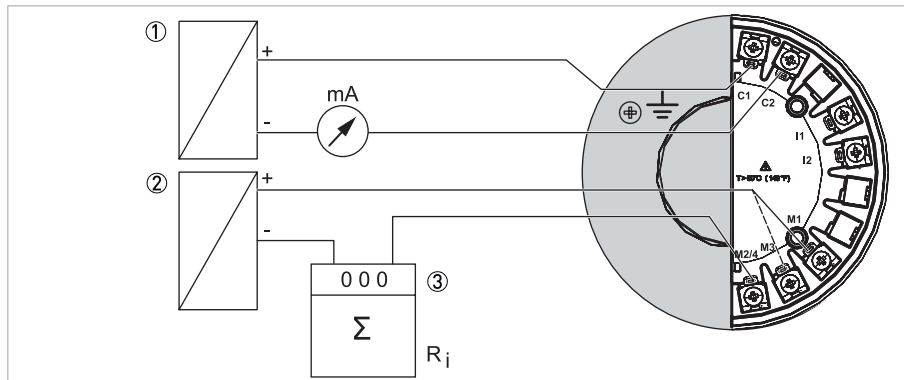 ①
+
mA
-
②
+
-
000
③
Σ
Ri
C1
C2
I1
I2
M1
M3
M2/4